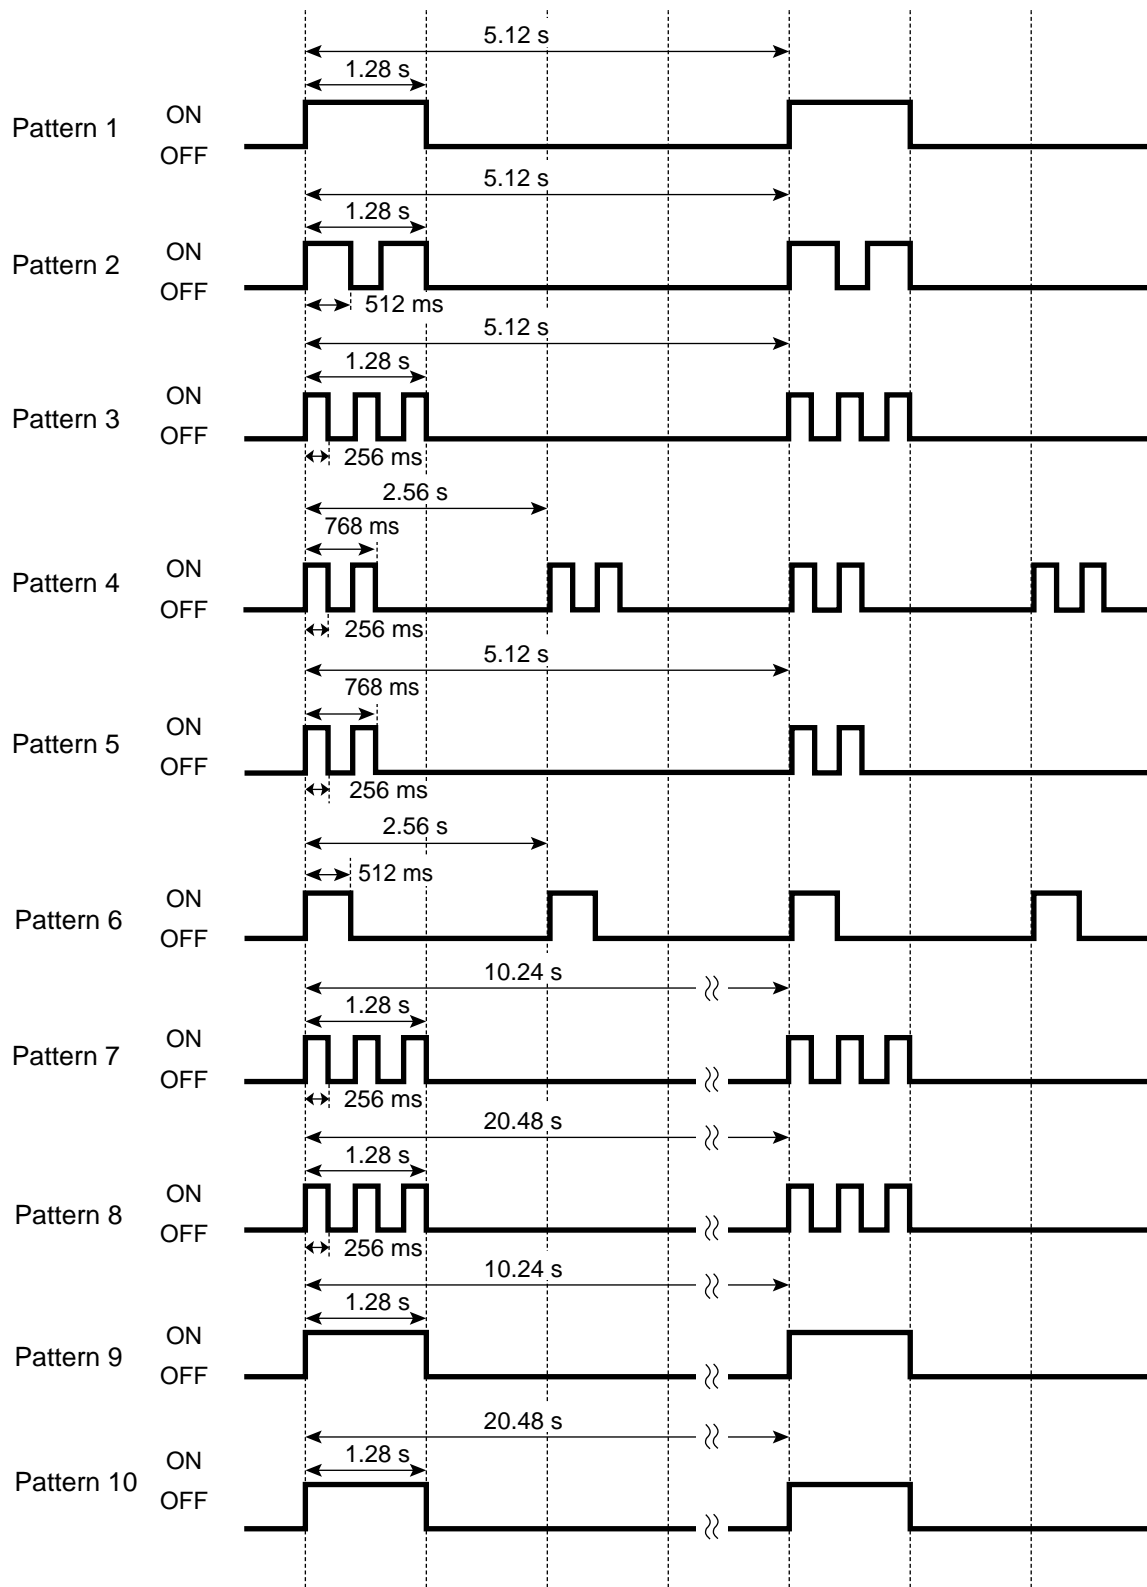 5.12 s
1.28 s
Pattern 1
ON
OFF
5.12 s
1.28 s
Pattern 2
ON
OFF
512 ms
5.12 s
1.28 s
Pattern 3
ON
OFF
256 ms
2.56 s
768 ms
Pattern 4
ON
OFF
256 ms
5.12 s
768 ms
Pattern 5
ON
OFF
256 ms
2.56 s
512 ms
Pattern 6
ON
OFF
10.24 s
1.28 s
Pattern 7
ON
OFF
256 ms
20.48 s
1.28 s
Pattern 8
ON
OFF
256 ms
10.24 s
1.28 s
Pattern 9
ON
OFF
20.48 s
1.28 s
Pattern 10
ON
OFF